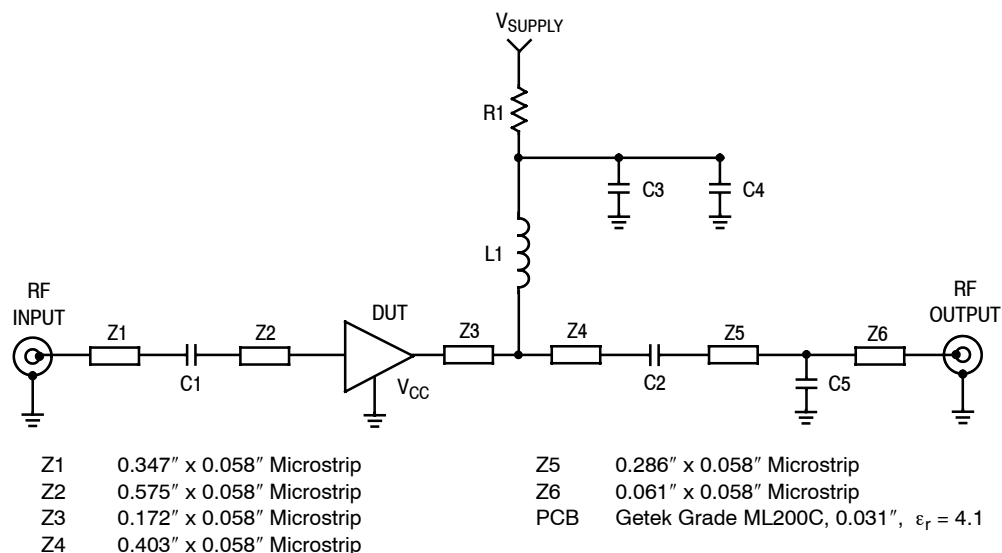 V_SUPPLY
R1
C3
C4
L1
RF
INPUT
Z1
C1
Z2
DUT
V_CC
Z3
Z4
C2
Z5
C5
Z6
RF
OUTPUT
Z1 0.347″ x 0.058″ Microstrip
Z2 0.575″ x 0.058″ Microstrip
Z3 0.172″ x 0.058″ Microstrip
Z4 0.403″ x 0.058″ Microstrip
Z5 0.286″ x 0.058″ Microstrip
Z6 0.061″ x 0.058″ Microstrip
PCB Getek Grade ML200C, 0.031″, ε_r = 4.1